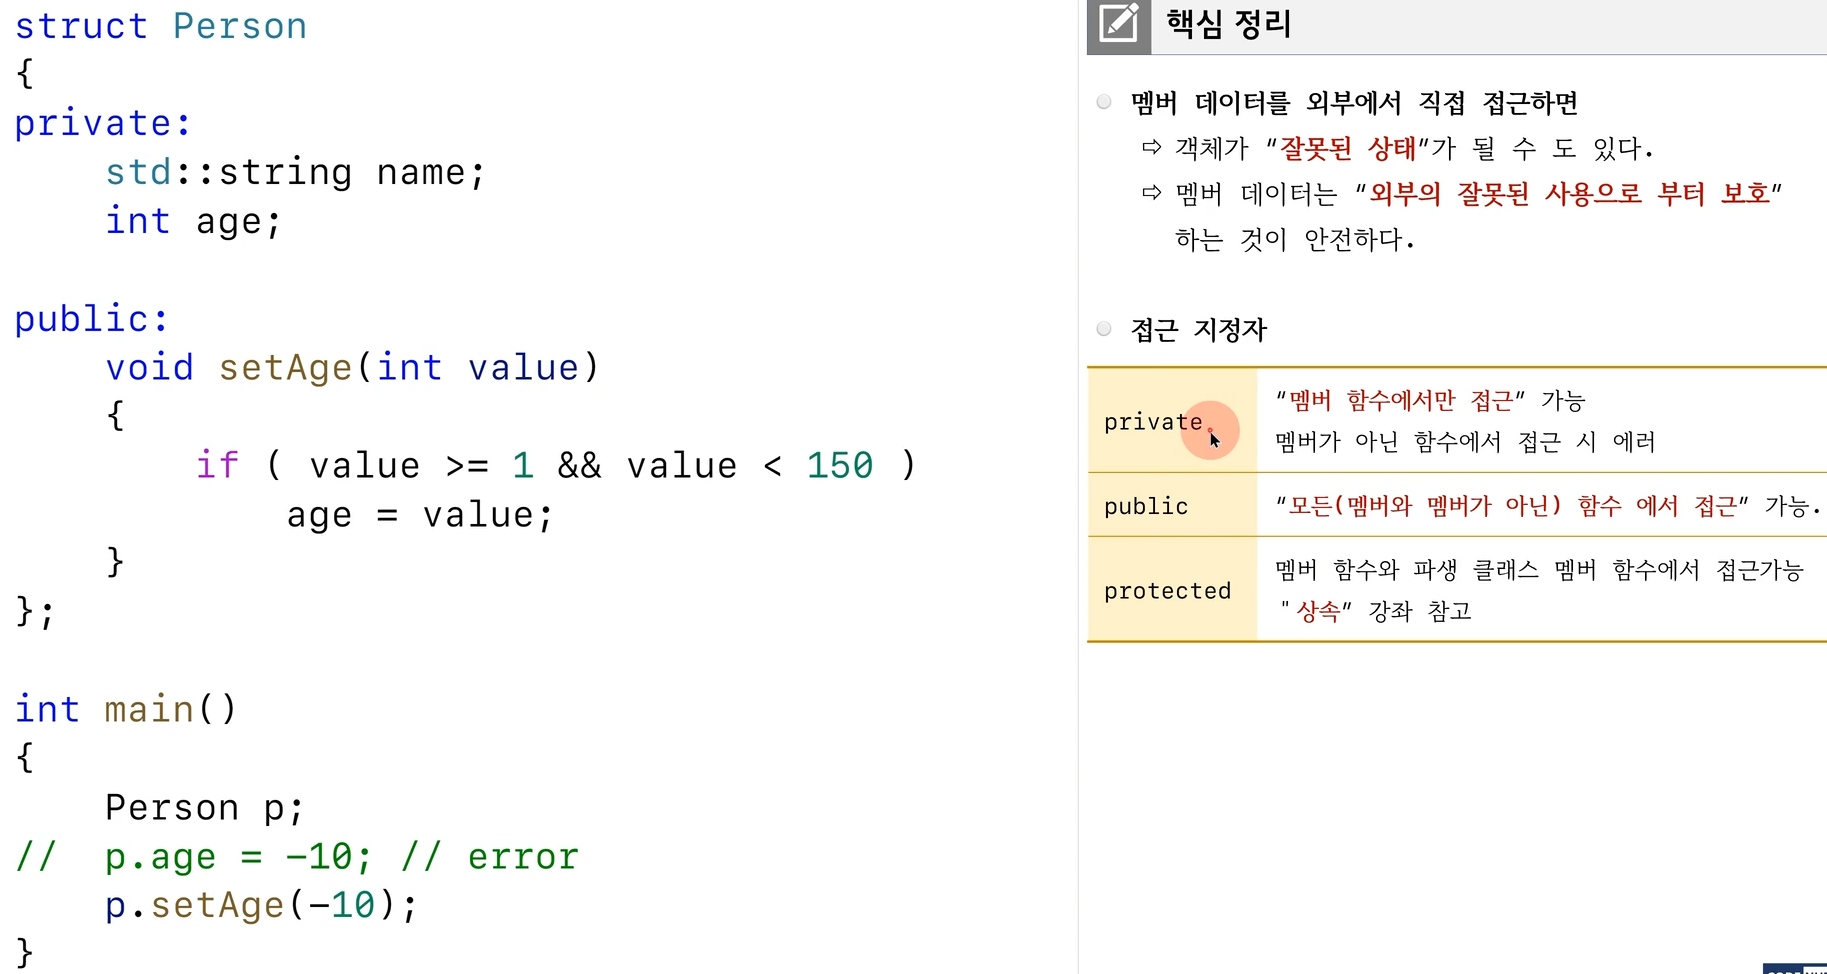 struct Person
{
private:
    std::string name;
    int age;

public:
    void setAge(int value)
    {
        if ( value >= 1 && value < 150 )
            age = value;
    }
};

int main()
{
    Person p;
//  p.age = -10; // error
    p.setAge(-10);
}
핵심 정리
멤버 데이터를 외부에서 직접 접근하면
⇨ 객체가 “잘못된 상태”가 될 수 도 있다.
⇨ 멤버 데이터는 “외부의 잘못된 사용으로 부터 보호”
하는 것이 안전하다.
접근 지정자
private
“멤버 함수에서만 접근” 가능
멤버가 아닌 함수에서 접근 시 에러
public
“모든(멤버와 멤버가 아닌) 함수 에서 접근” 가능.
protected
멤버 함수와 파생 클래스 멤버 함수에서 접근가능
"상속” 강좌 참고